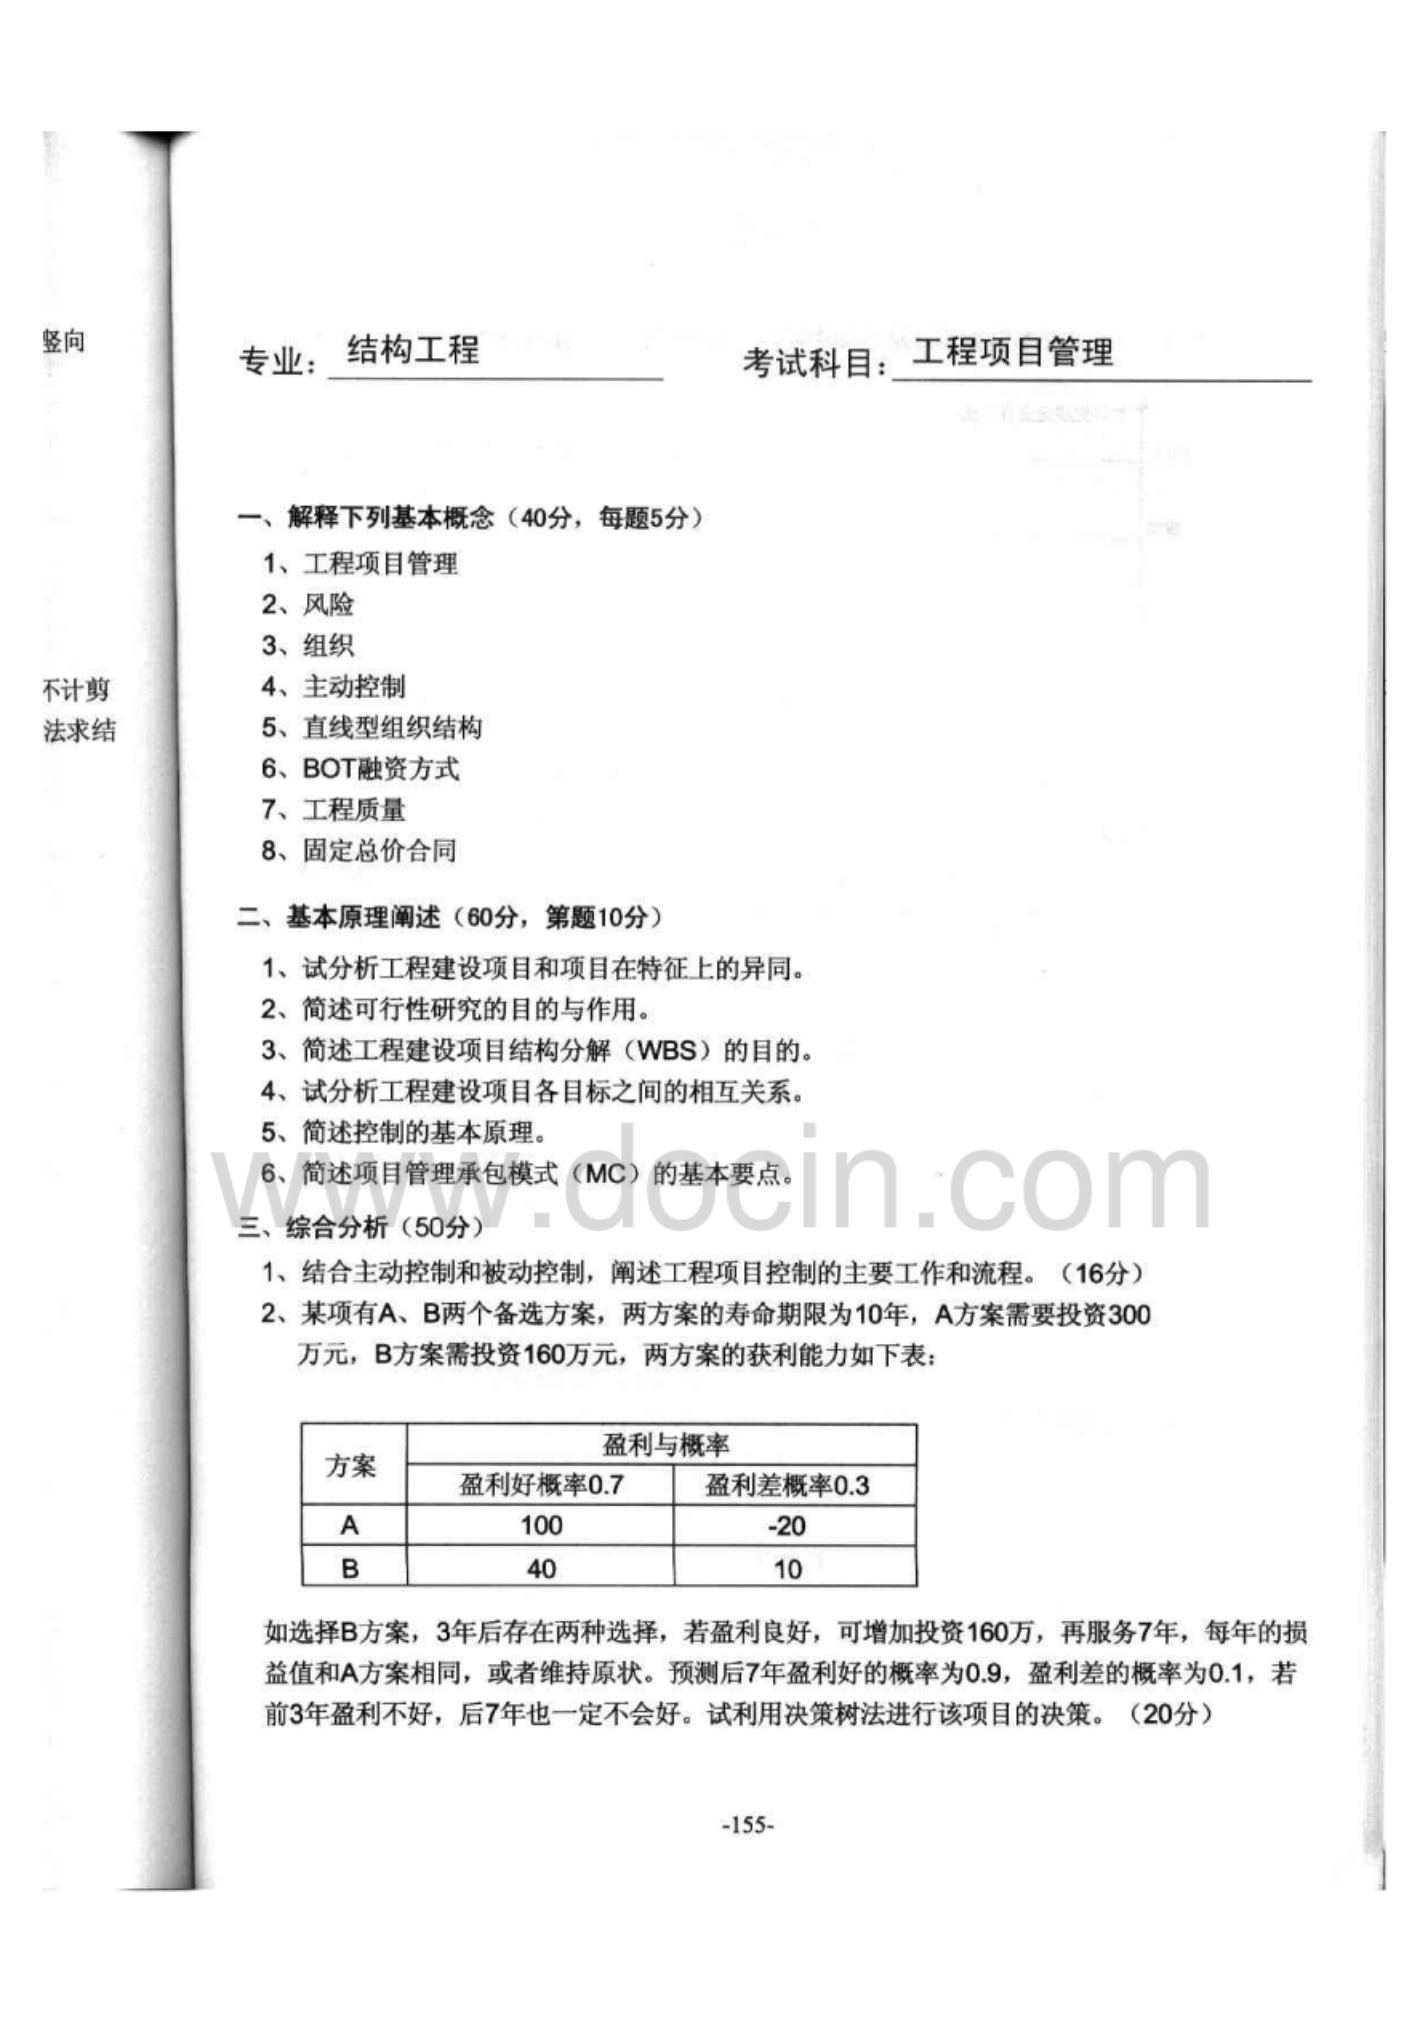 竖向
不计剪
法求结
专业： 结构工程 考试科目： 工程项目管理
一、解释下列基本概念（40分，每题5分）
1、工程项目管理
2、风险
3、组织
4、主动控制
5、直线型组织结构
6、BOT融资方式
7、工程质量
8、固定总价合同
二、基本原理阐述（60分，第题10分）
1、试分析工程建设项目和项目在特征上的异同。
2、简述可行性研究的目的与作用。
3、简述工程建设项目结构分解（WBS）的目的。
4、试分析工程建设项目各目标之间的相互关系。
5、简述控制的基本原理。
6、简述项目管理承包模式（MC）的基本要点。
www.docin.com
三、综合分析（50分）
1、结合主动控制和被动控制，阐述工程项目控制的主要工作和流程。（16分）
2、某项有A、B两个备选方案，两方案的寿命期限为10年，A方案需要投资300
万元，B方案需投资160万元，两方案的获利能力如下表：
方案 盈利与概率
盈利好概率0.7 盈利差概率0.3
A 100 -20
B 40 10
如选择B方案，3年后存在两种选择，若盈利良好，可增加投资160万，再服务7年，每年的损
益值和A方案相同，或者维持原状。预测后7年盈利好的概率为0.9，盈利差的概率为0.1，若
前3年盈利不好，后7年也一定不会好。试利用决策树法进行该项目的决策。（20分）
-155-